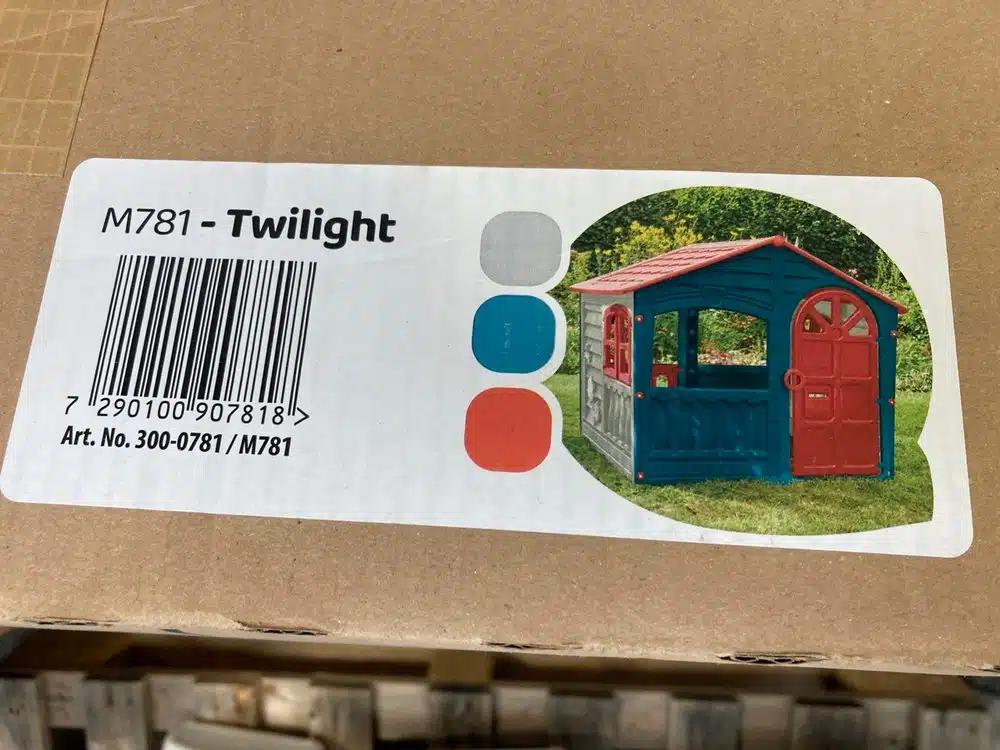 M781 - Twilight
7 290100 907818 >
Art. No. 300-0781 / M781